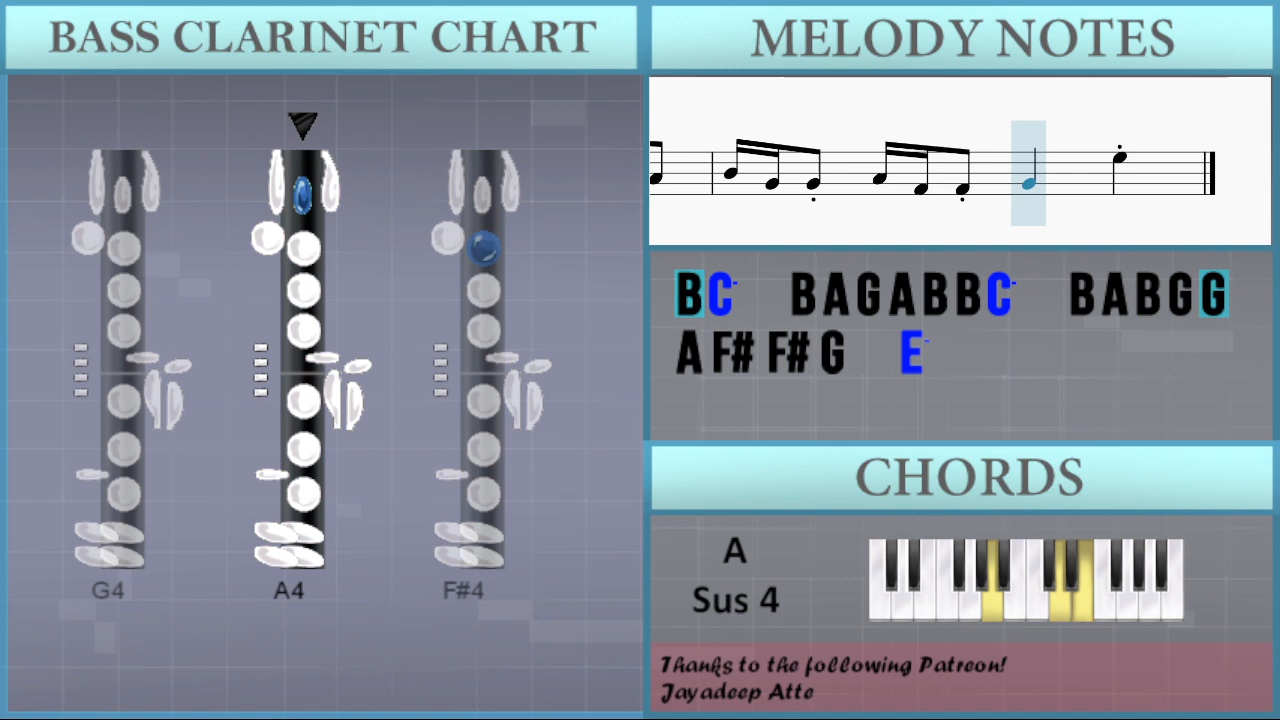 BASS CLARINET CHART
G4 A4 F#4
MELODY NOTES
BC- BAGABBC- BABGG
A F# F# G E-
CHORDS
A
Sus 4
Thanks to the following Patreon!
Jayadeep Atte